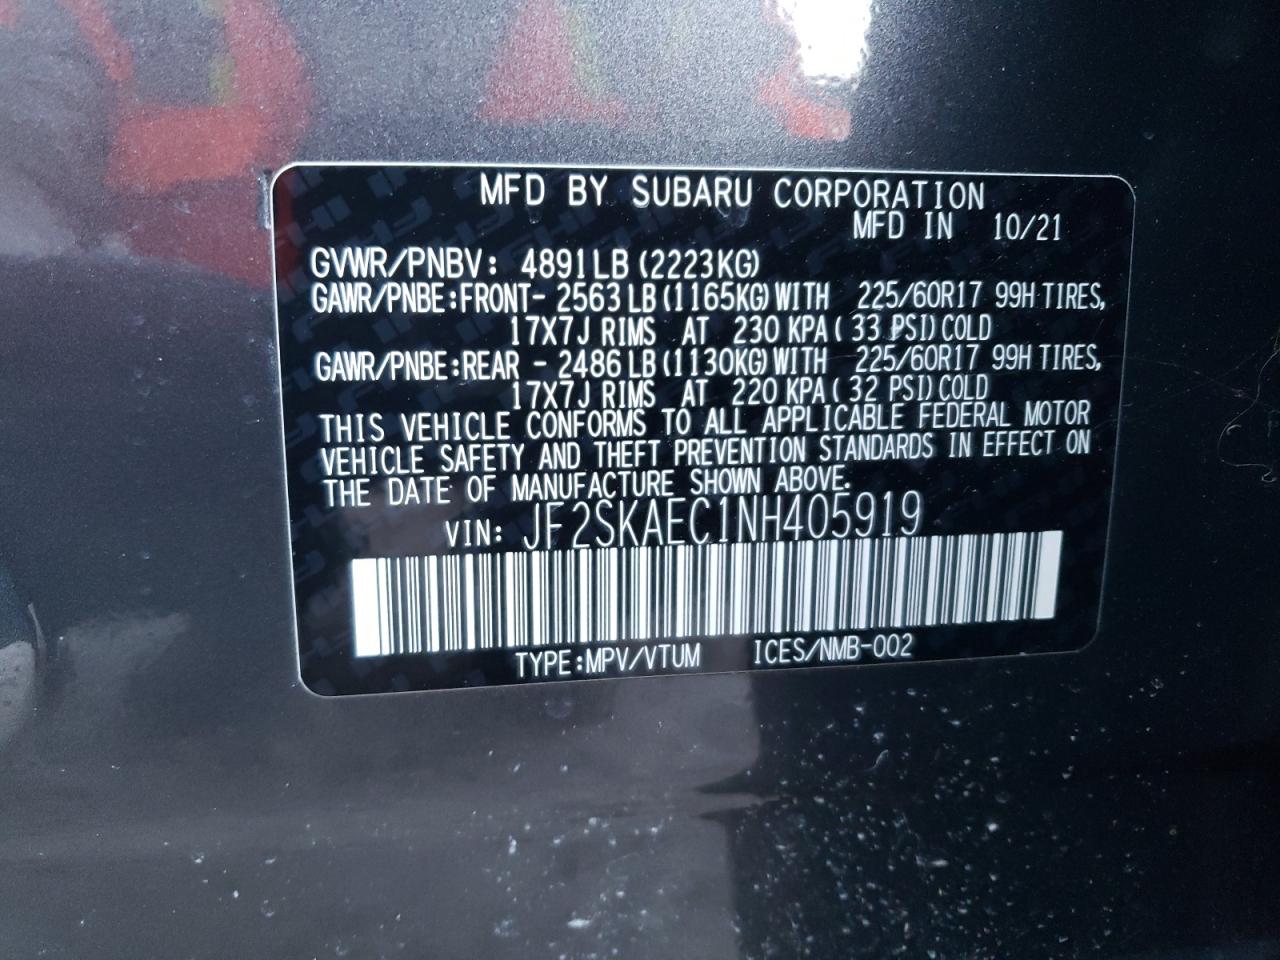 MFD BY SUBARU CORPORATION
MFD IN 10/21
GVWR/PNBV: 4891LB (2223KG)
GAWR/PNBE:FRONT- 2563 LB (1165KG) WITH 225/60R17 99H TIRES,
17X7J RIMS AT 230 KPA ( 33 PSI) COLD
GAWR/PNBE:REAR - 2486 LB (1130KG) WITH 225/60R17 99H TIRES,
17X7J RIMS AT 220 KPA ( 32 PSI) COLD
THIS VEHICLE CONFORMS TO ALL APPLICABLE FEDERAL MOTOR
VEHICLE SAFETY AND THEFT PREVENTION STANDARDS IN EFFECT ON
THE DATE OF MANUFACTURE SHOWN ABOVE.
VIN: JF2SKAEC1NH405919
TYPE:MPV/VTUM ICES/NMB-002